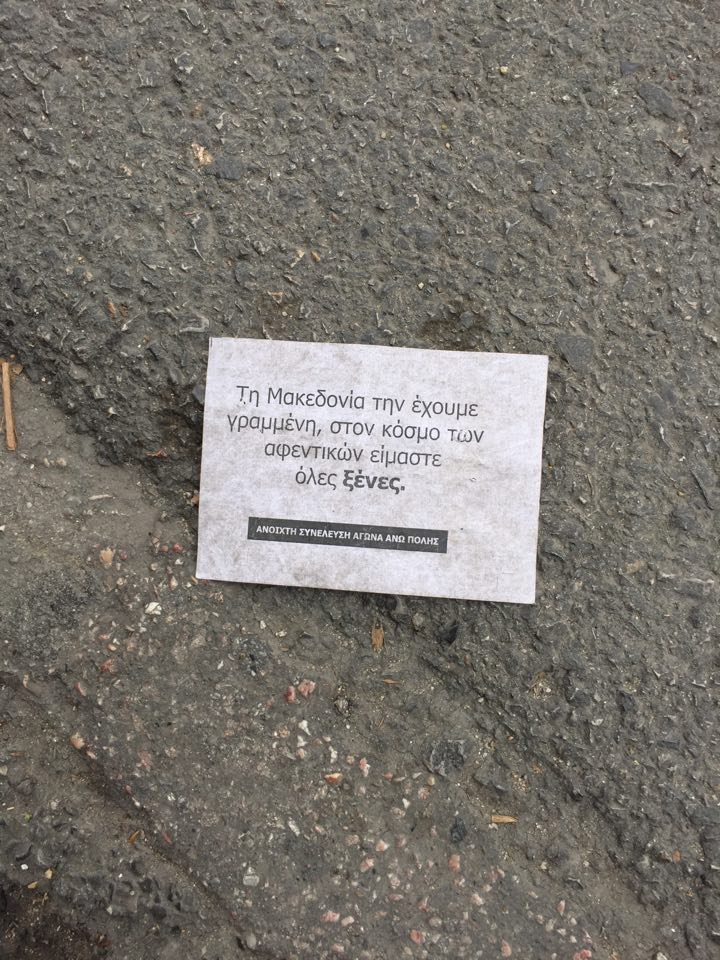 Τη Μακεδονία την έχουμε
γραμμένη, στον κόσμο των
αφεντικών είμαστε
όλες ξένες.
ΑΝΟΙΧΤΗ ΣΥΝΕΛΕΥΣΗ ΑΓΩΝΑ ΑΝΩ ΠΟΛΗΣ